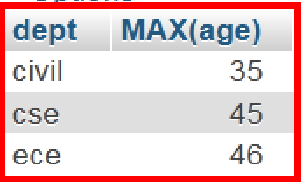 dept MAX(age)
civil 35
cse 45
ece 46